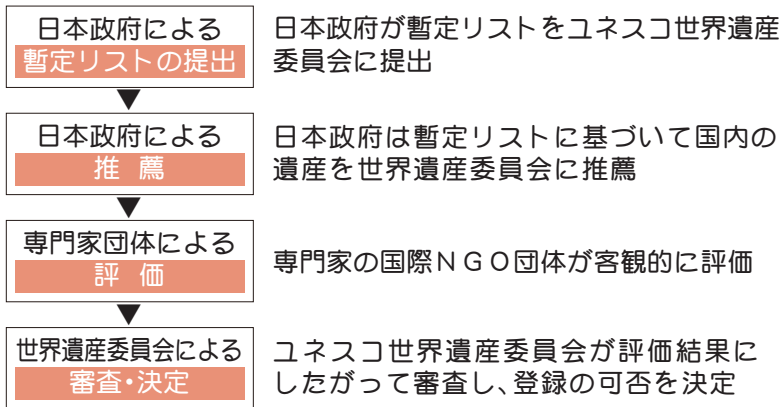 日本政府による
暫定リストの提出
日本政府が暫定リストをユネスコ世界遺産
委員会に提出
▼
日本政府による
推 薦
日本政府は暫定リストに基づいて国内の
遺産を世界遺産委員会に推薦
▼
専門家団体による
評 価
専門家の国際NGO団体が客観的に評価
▼
世界遺産委員会による
審査・決定
ユネスコ世界遺産委員会が評価結果に
したがって審査し、登録の可否を決定